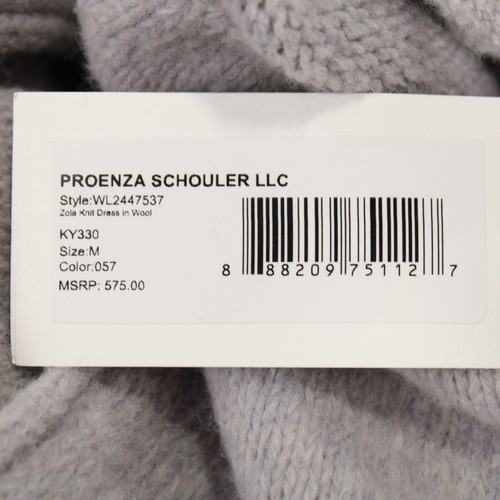 PROENZA SCHOULER LLC
Style:WL2447537
Zola Knit Dress in Wool
KY330
Size:M
Color:057
MSRP: 575.00
8 88209 75112 7